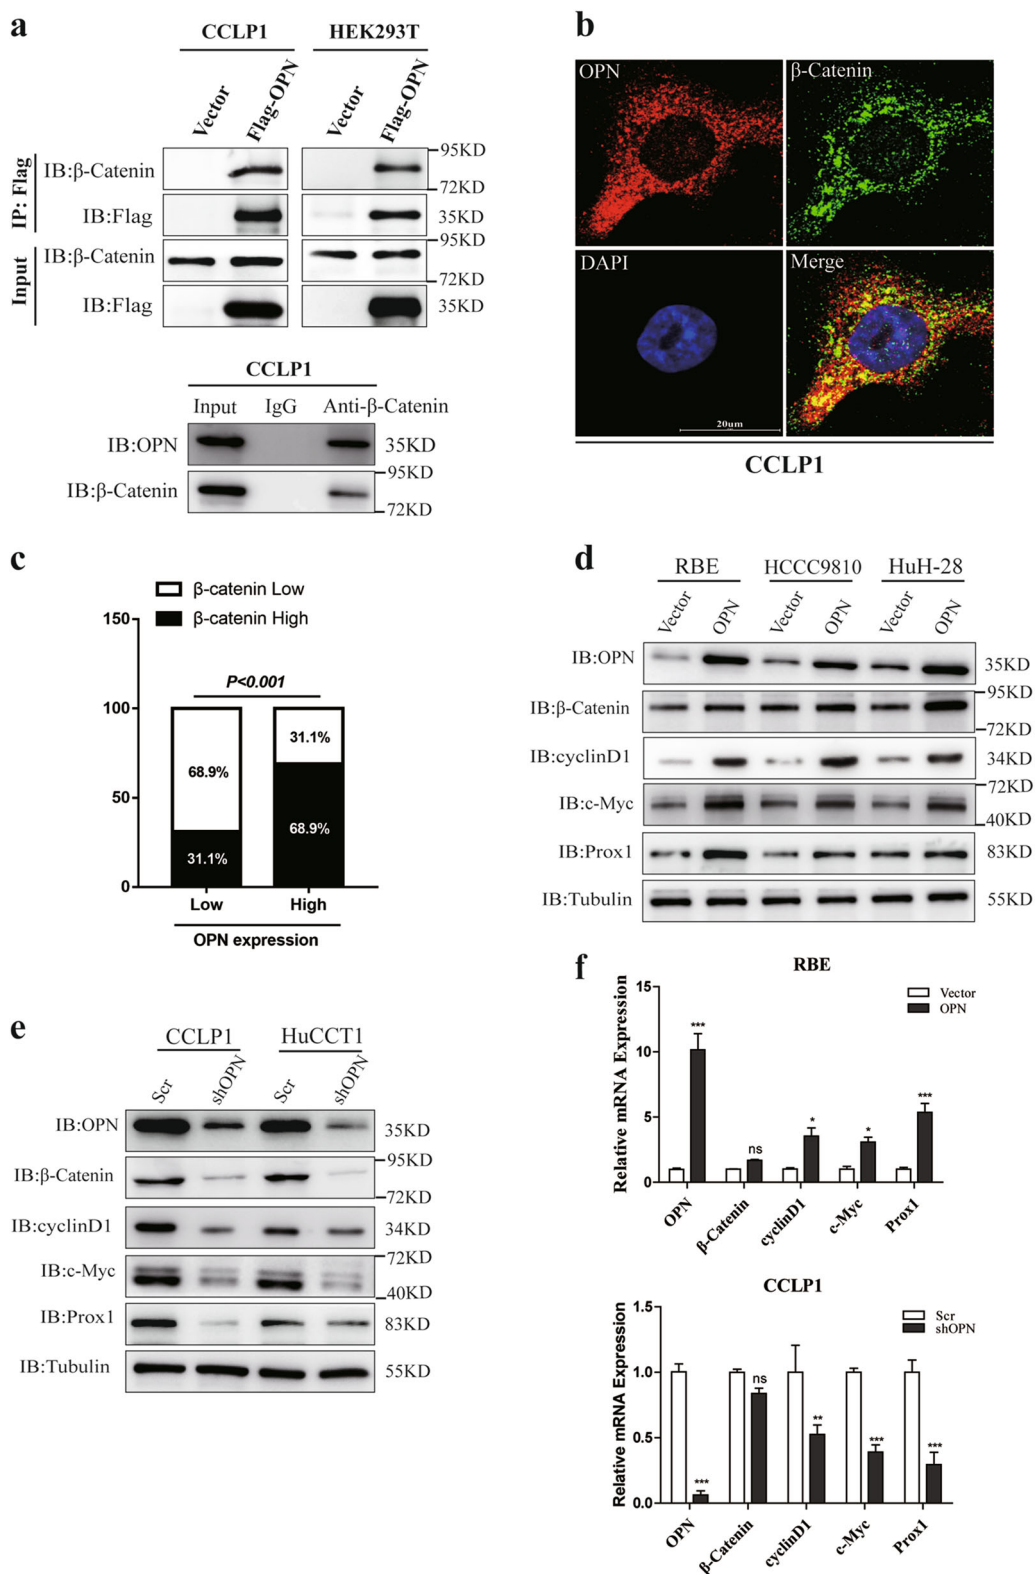 a
CCLP1 HEK293T
Vector Flag-OPN Vector Flag-OPN
IP: Flag
IB:β-Catenin 95KD
72KD
IB:Flag 35KD
Input
IB:β-Catenin 95KD
72KD
IB:Flag 35KD
CCLP1
Input IgG Anti-β-Catenin
IB:OPN 35KD
IB:β-Catenin 95KD
72KD
b
OPN β-Catenin
DAPI Merge
20μm
CCLP1
c
β-catenin Low
β-catenin High
150
P<0.001
100
31.1%
68.9%
50
68.9%
31.1%
0
Low High
OPN expression
d
RBE HCCC9810 HuH-28
Vector OPN Vector OPN Vector OPN
IB:OPN 35KD
IB:β-Catenin 95KD
72KD
IB:cyclinD1 34KD
IB:c-Myc 72KD
40KD
IB:Prox1 83KD
IB:Tubulin 55KD
e
CCLP1 HuCCT1
Scr shOPN Scr shOPN
IB:OPN 35KD
IB:β-Catenin 95KD
72KD
IB:cyclinD1 34KD
IB:c-Myc 72KD
40KD
IB:Prox1 83KD
IB:Tubulin 55KD
f
RBE
Relative mRNA Expression
15
10
5
0
Vector
OPN
*** ns * * ***
OPN β-Catenin cyclinD1 c-Myc Prox1
CCLP1
Relative mRNA Expression
1.5
1.0
0.5
0.0
Scr
shOPN
*** ns ** *** ***
OPN β-Catenin cyclinD1 c-Myc Prox1